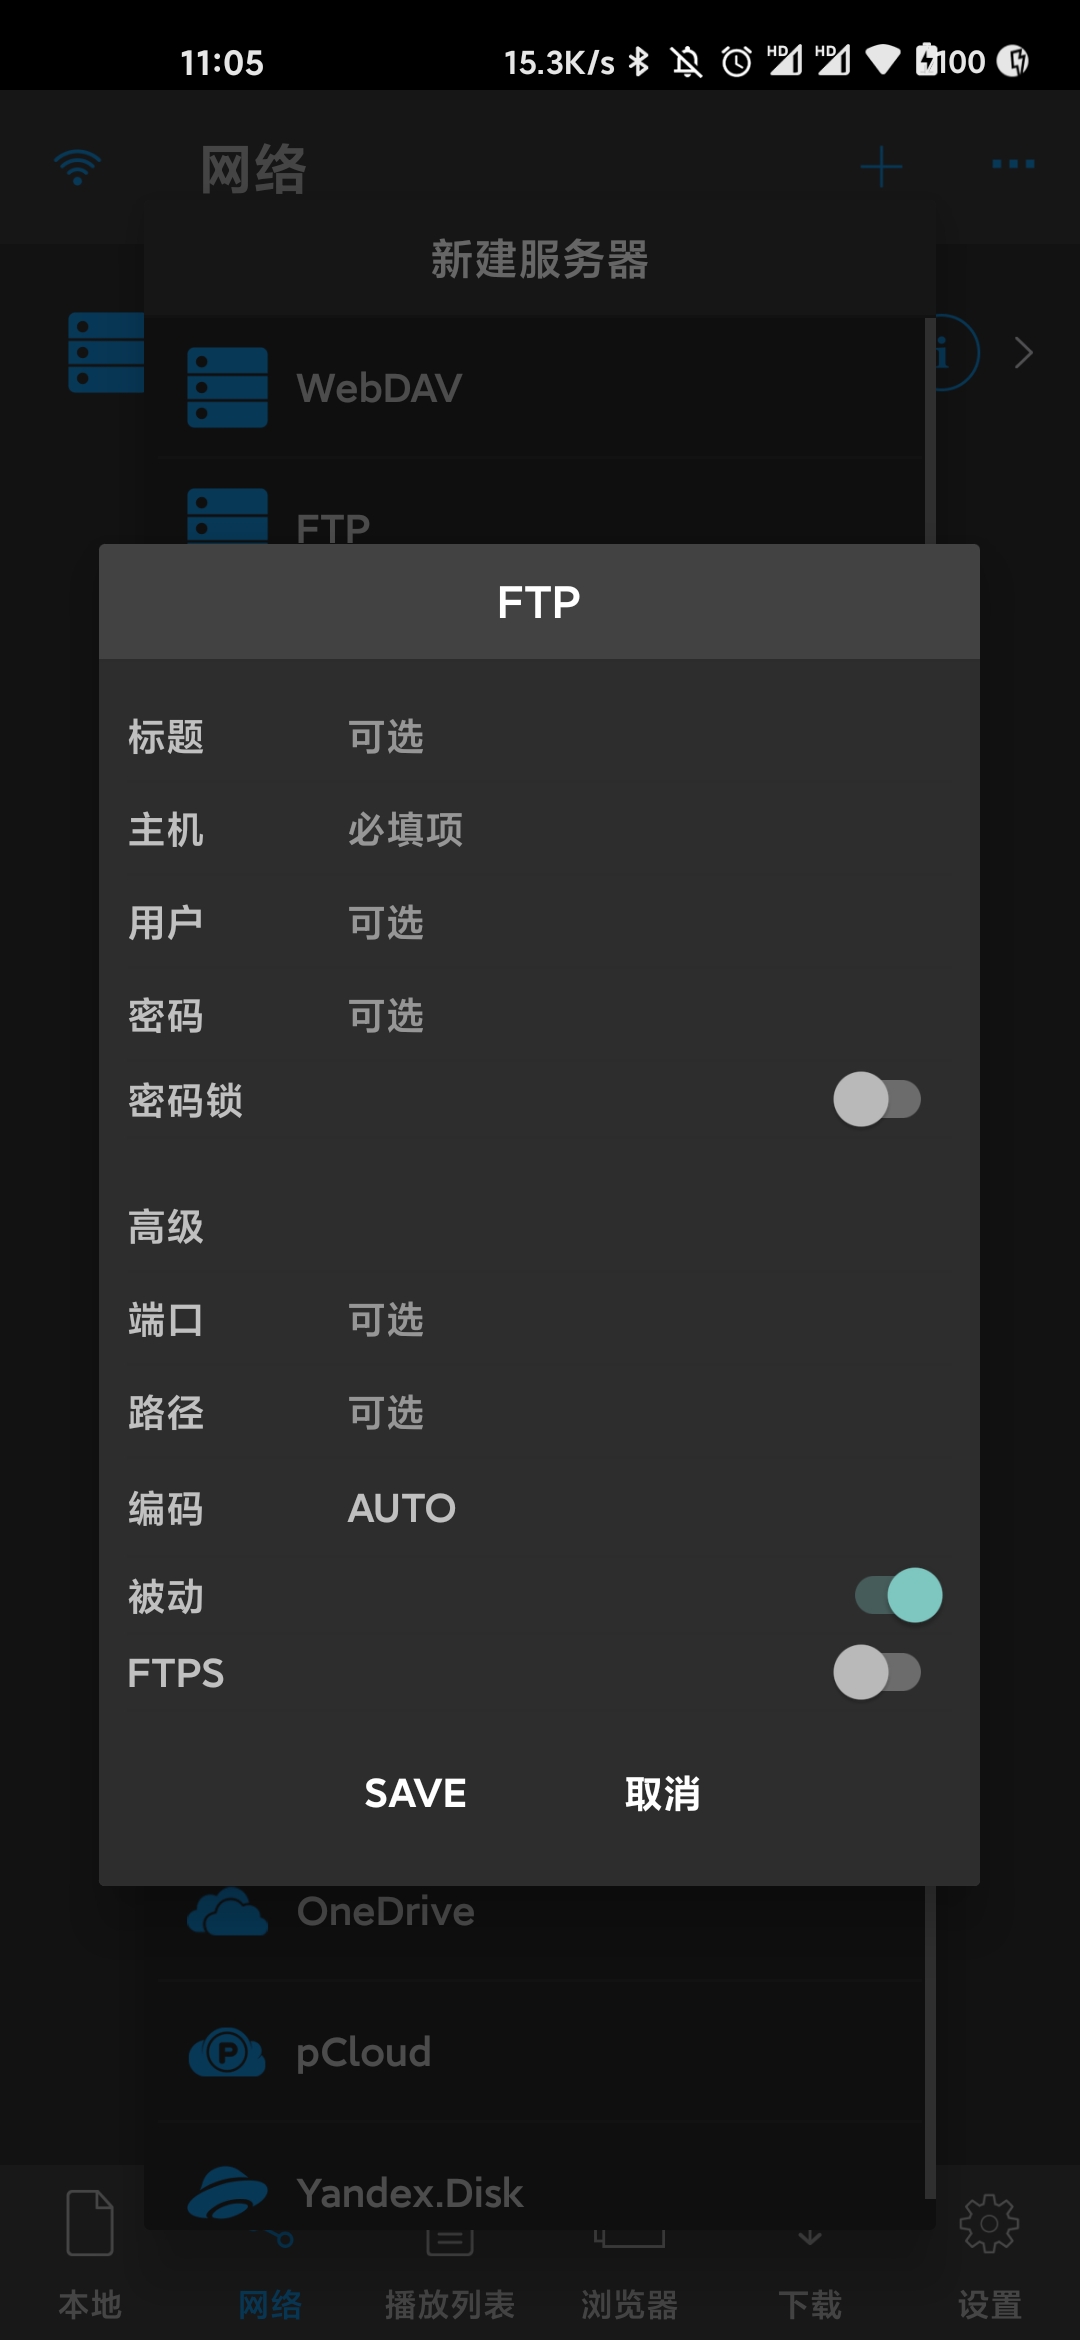 11:05
15.3K/s HD HD 100
网络
新建服务器
WebDAV
FTP
FTP
标题 可选
主机 必填项
用户 可选
密码 可选
密码锁
高级
端口 可选
路径 可选
编码 AUTO
被动
FTPS
SAVE 取消
OneDrive
pCloud
Yandex.Disk
本地 网络 播放列表 浏览器 下载 设置